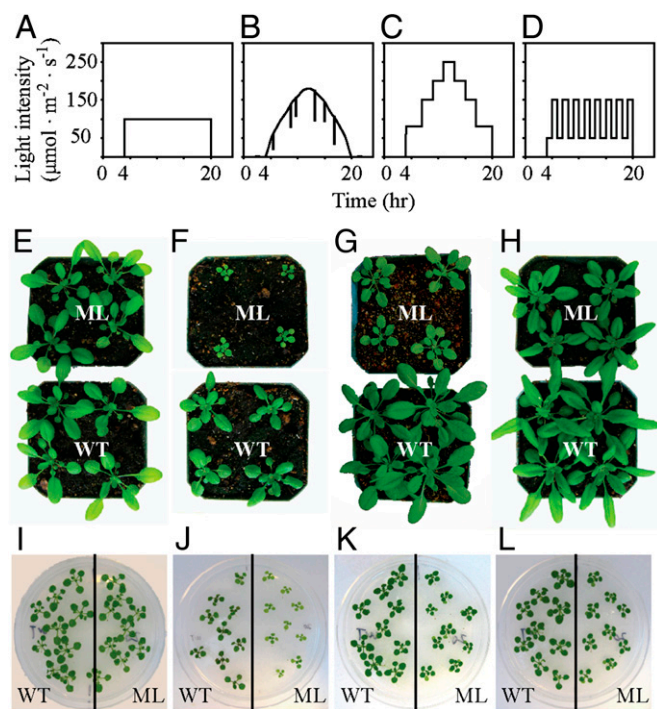 A B C D
Light intensity
(μmol · m⁻² · s⁻¹)
250
150
50
0 4 20 0 4 20 0 4 20 0 4 20
Time (hr)
E F G H
ML ML ML ML
WT WT WT WT
I J K L
WT ML WT ML WT ML WT ML